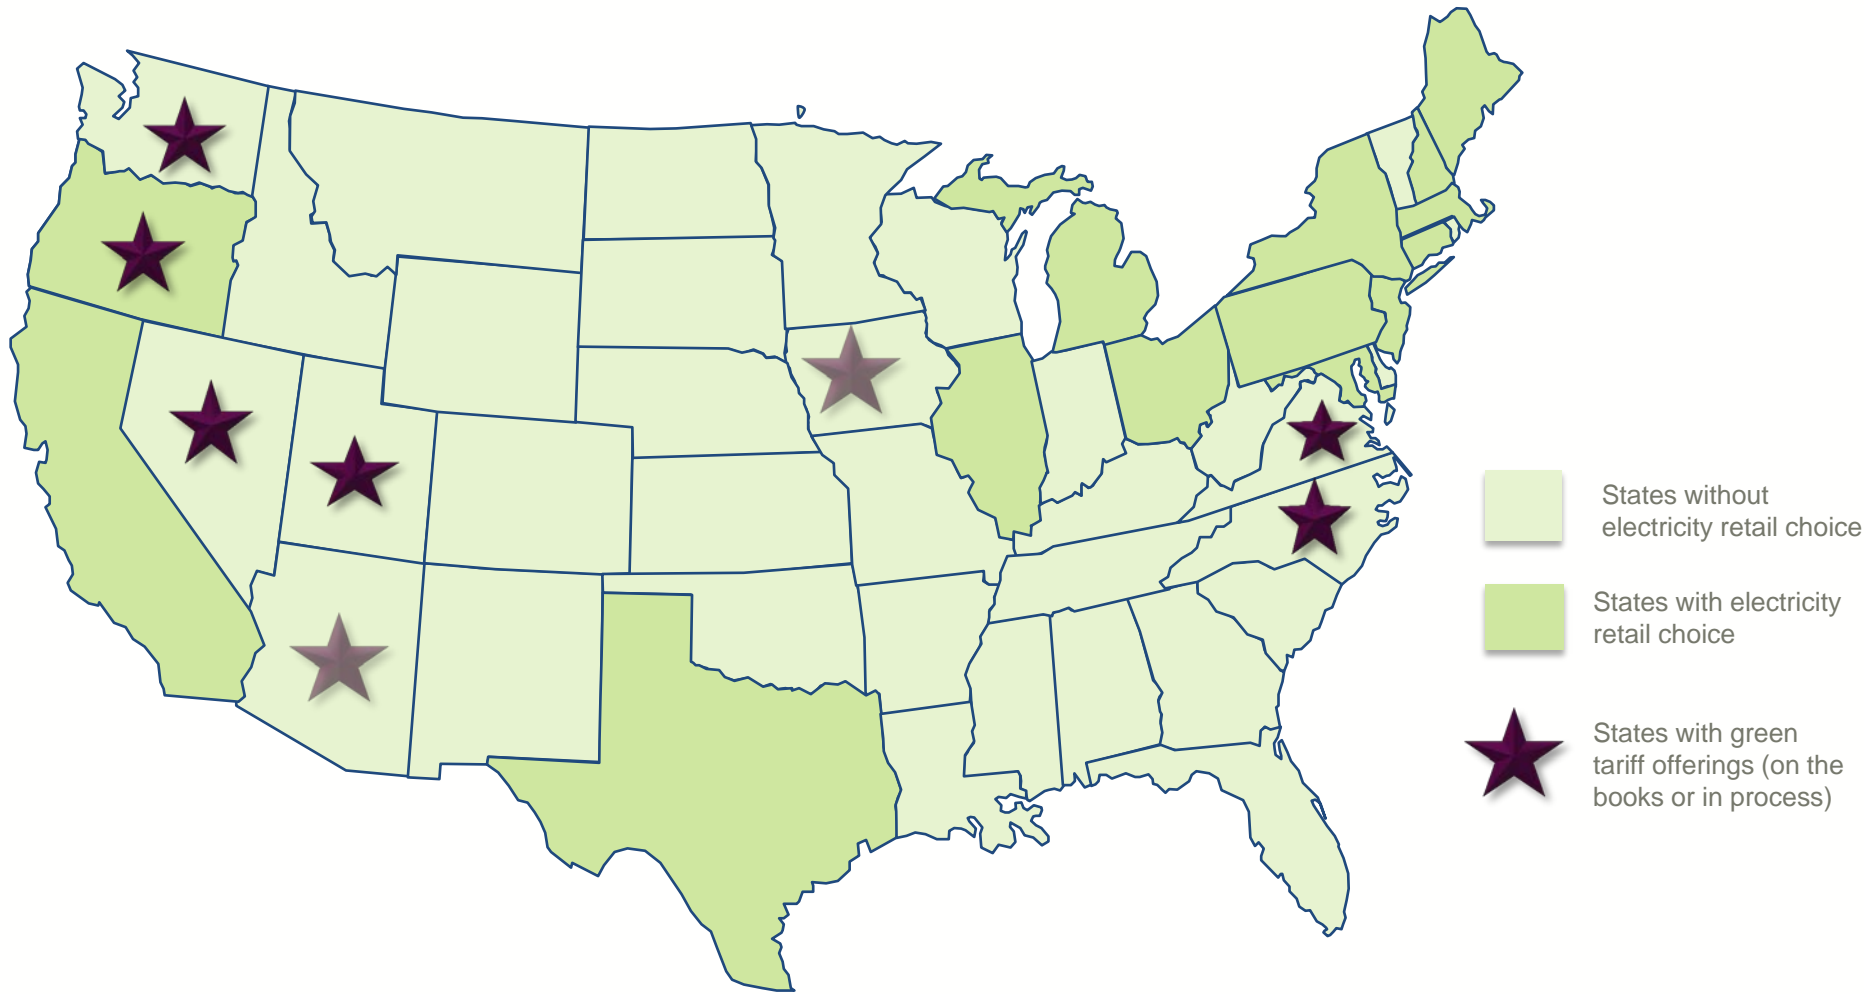 States without
electricity retail choice
States with electricity
retail choice
States with green
tariff offerings (on the
books or in process)